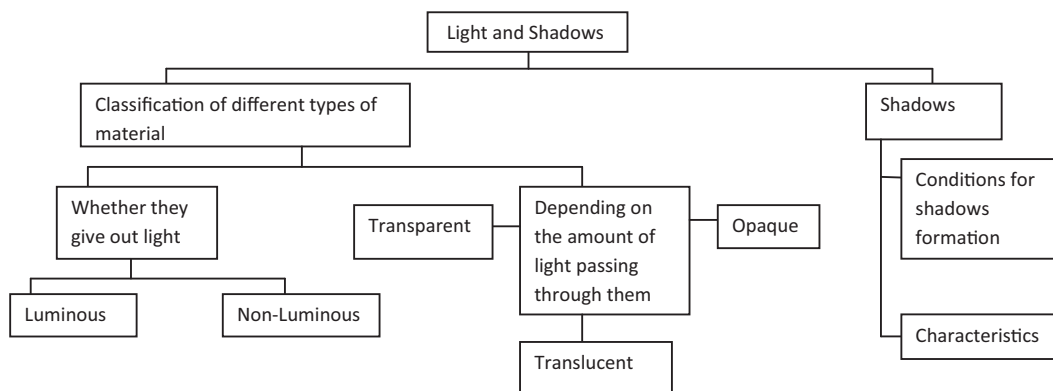 Light and Shadows
Classification of different types of
material
Shadows
Whether they
give out light
Transparent
Depending on
the amount of
light passing
through them
Opaque
Conditions for
shadows
formation
Luminous
Non-Luminous
Translucent
Characteristics